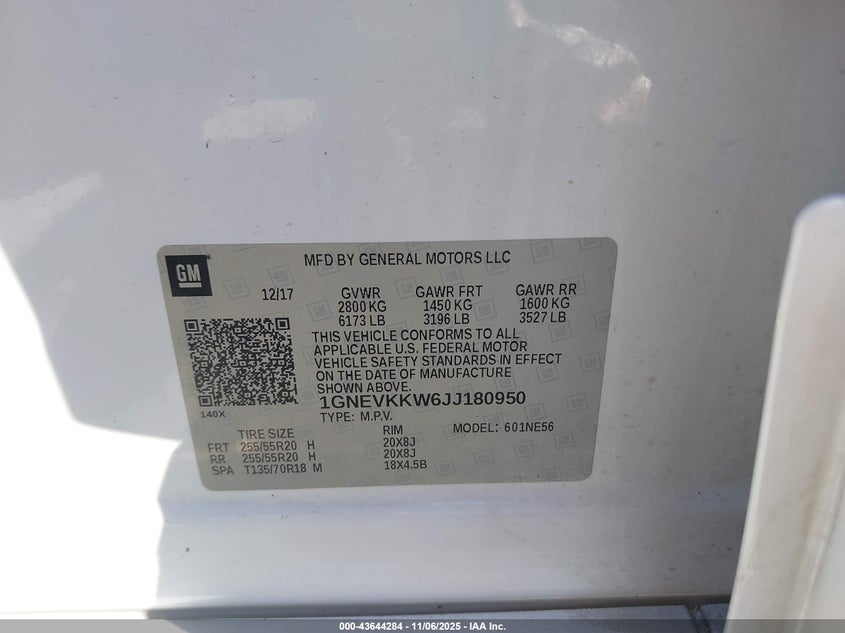 GM
MFD BY GENERAL MOTORS LLC
12/17 GVWR GAWR FRT GAWR RR
2800 KG 1450 KG 1600 KG
6173 LB 3196 LB 3527 LB
THIS VEHICLE CONFORMS TO ALL
APPLICABLE U.S. FEDERAL MOTOR
VEHICLE SAFETY STANDARDS IN EFFECT
ON THE DATE OF MANUFACTURE
SHOWN ABOVE.
1GNEVKKW6JJ180950
140X
TYPE: M.P.V. MODEL: 601NE56
TIRE SIZE RIM
FRT 255/55R20 H 20X8J
RR 255/55R20 H 20X8J
SPA T135/70R18 M 18X4.5B
000-43644284 - 11/06/2025 - IAA Inc.